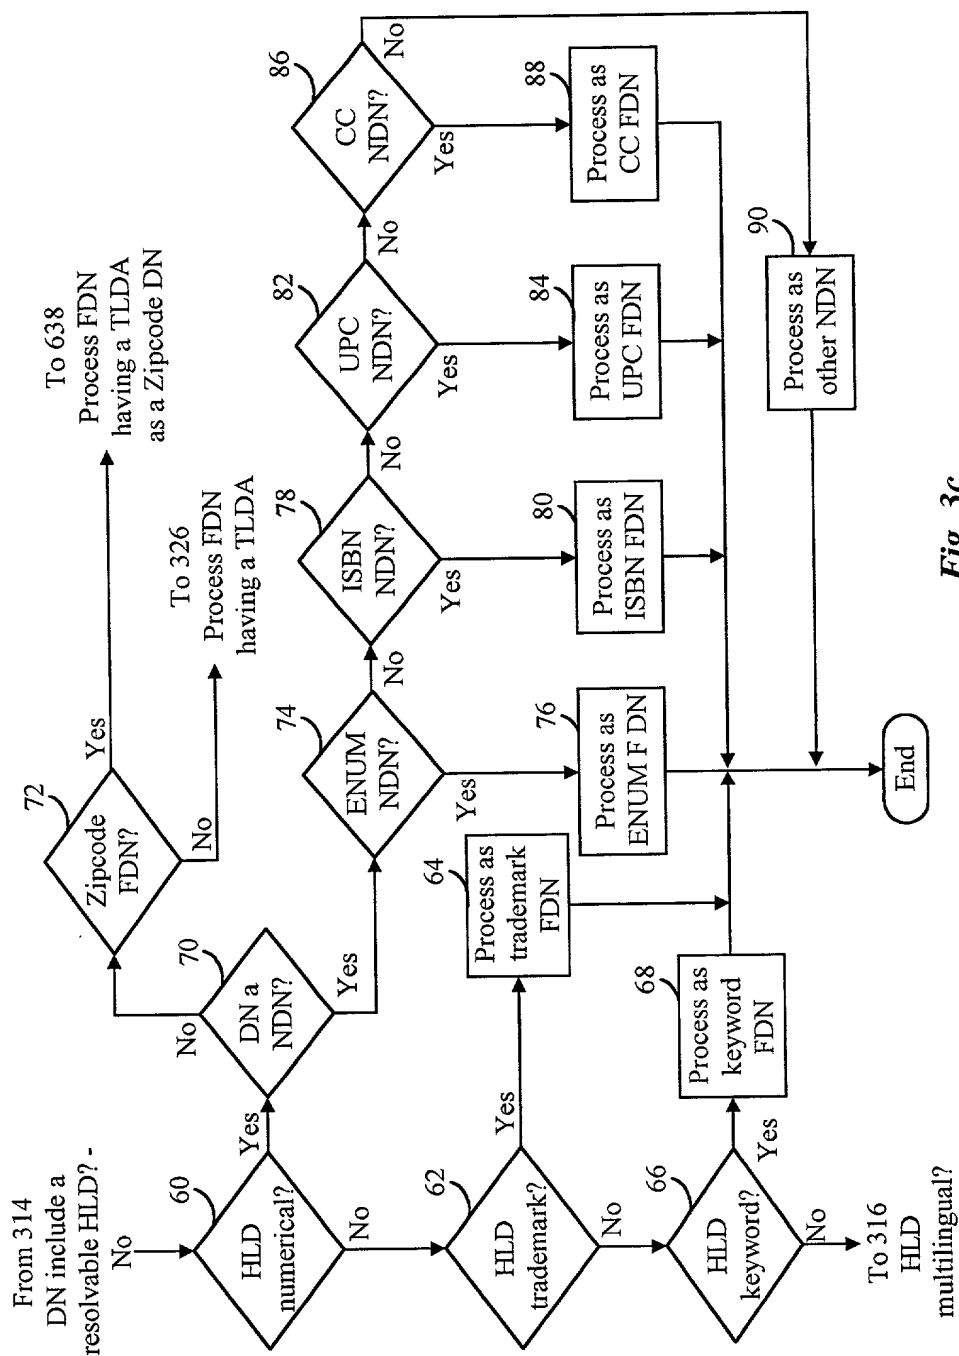 From 314
DN include a
resolvable HLD? -
No
60
HLD
numerical?
Yes
No
70
DN a
NDN?
No
Yes
72
Zipcode
FDN?
Yes
No
To 638
Process FDN
having a TLDA
as a Zipcode DN
To 326
Process FDN
having a TLDA
74
ENUM
NDN?
No
Yes
76
Process as
ENUM F DN
78
ISBN
NDN?
No
Yes
80
Process as
ISBN FDN
82
UPC
NDN?
No
Yes
84
Process as
UPC FDN
86
CC
NDN?
No
Yes
88
Process as
CC FDN
90
Process as
other NDN
62
HLD
trademark?
Yes
No
64
Process as
trademark
FDN
66
HLD
keyword?
Yes
No
68
Process as
keyword
FDN
To 316
HLD
multilingual?
End
Fig. 3c